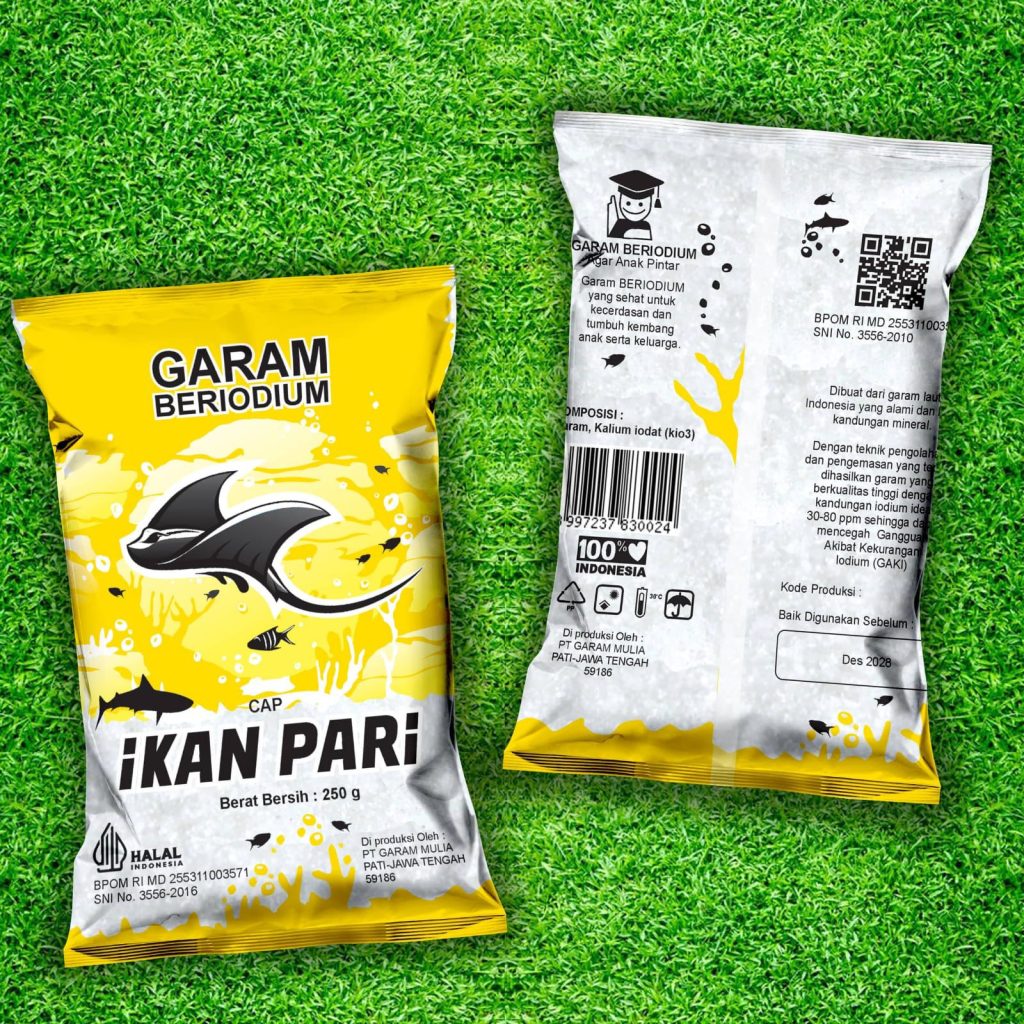 GARAM
BERIODIUM
CAP
iKAN PARi
Berat Bersih : 250 g
HALAL
INDONESIA
BPOM RI MD 255311003571
SNI No. 3556-2016
Di produksi Oleh :
PT GARAM MULIA
PATI-JAWA TENGAH
59186
GARAM BERIODIUM
Agar Anak Pintar
Garam BERIODIUM
yang sehat untuk
kecerdasan dan
tumbuh kembang
anak serta keluarga.
KOMPOSISI :
Garam, Kalium iodat (kio3)
997237 830024
100%
INDONESIA
PP
30°C
Di produksi Oleh :
PT GARAM MULIA
PATI-JAWA TENGAH
59186
BPOM RI MD 255311003571
SNI No. 3556-2010
Dibuat dari garam laut
Indonesia yang alami dan
kandungan mineral.
Dengan teknik pengolaha
dan pengemasan yang te
dihasilkan garam yang
berkualitas tinggi denga
kandungan iodium idea
30-80 ppm sehingga da
mencegah Ganggua
Akibat Kekurangan
Iodium (GAKI)
Kode Produksi :
Baik Digunakan Sebelum :
Des 2028